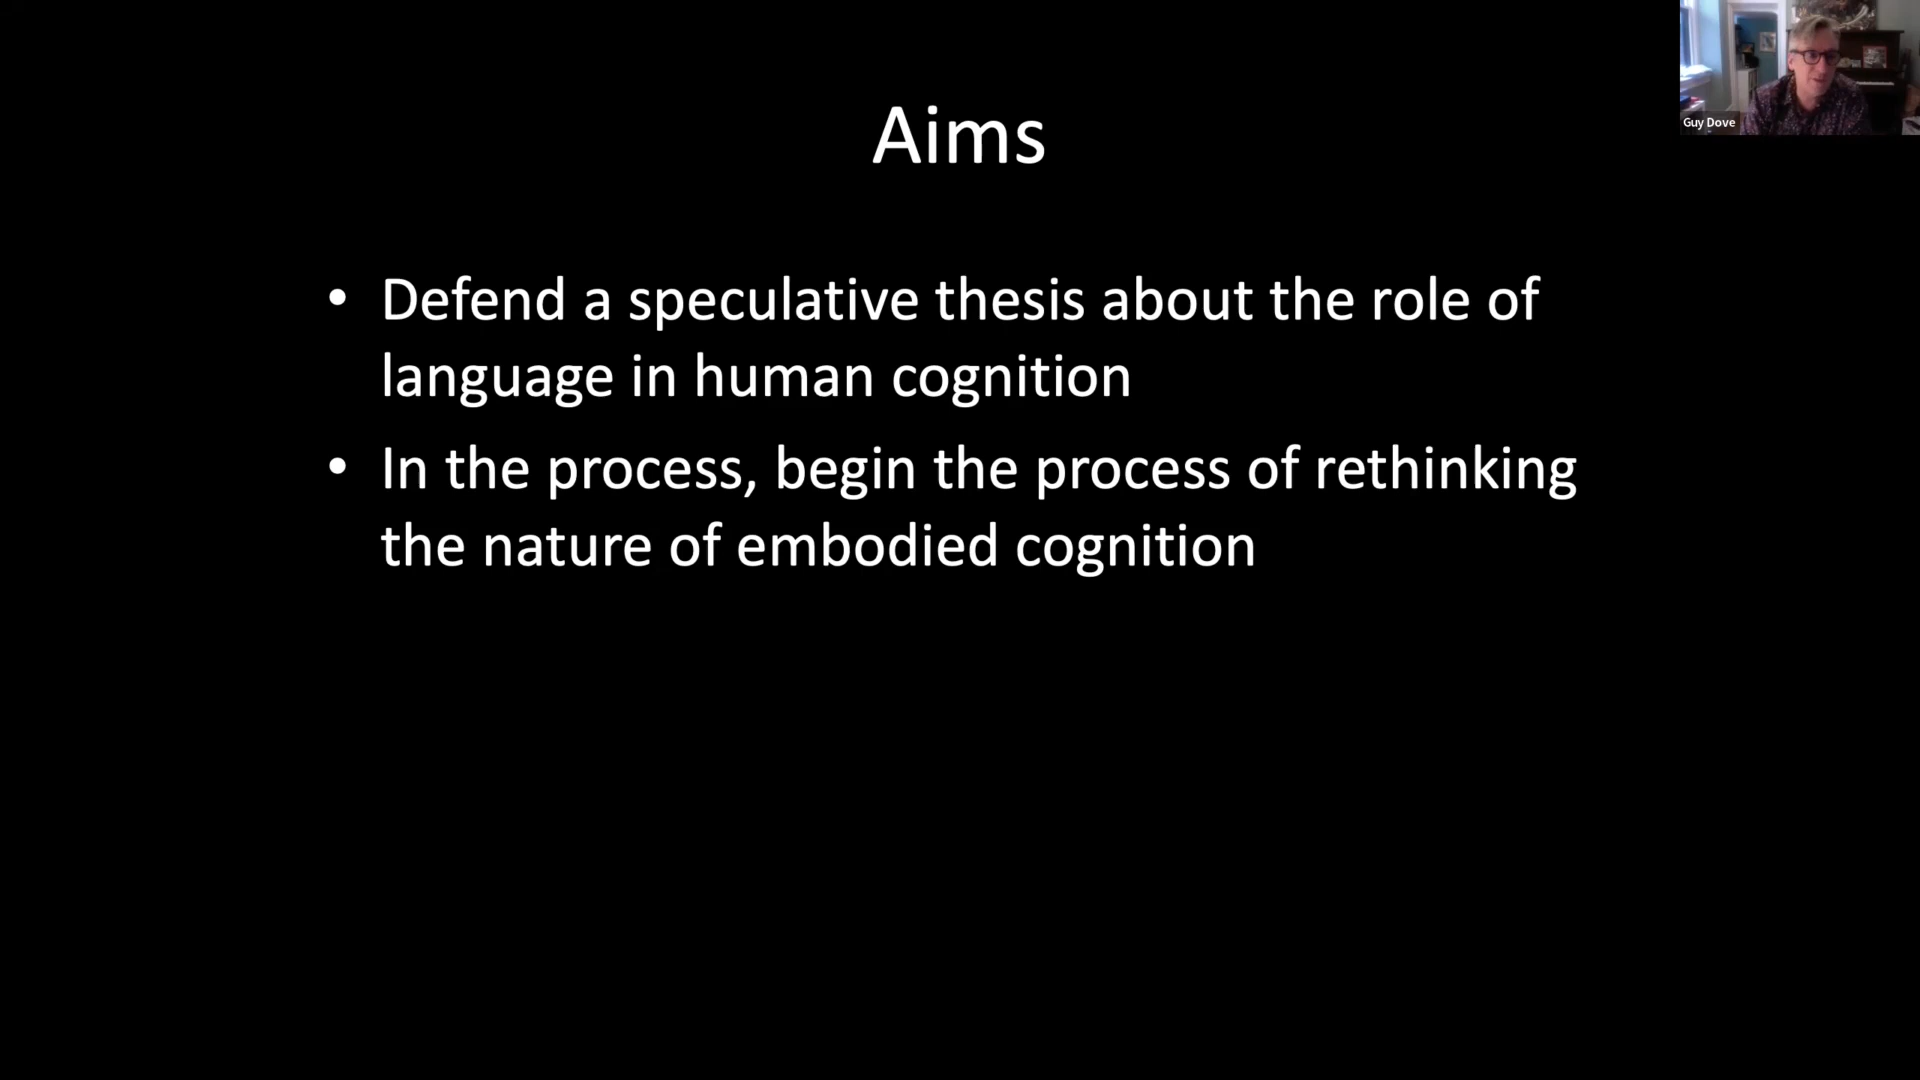 Aims
• Defend a speculative thesis about the role of
language in human cognition
• In the process, begin the process of rethinking
the nature of embodied cognition
Guy Dove